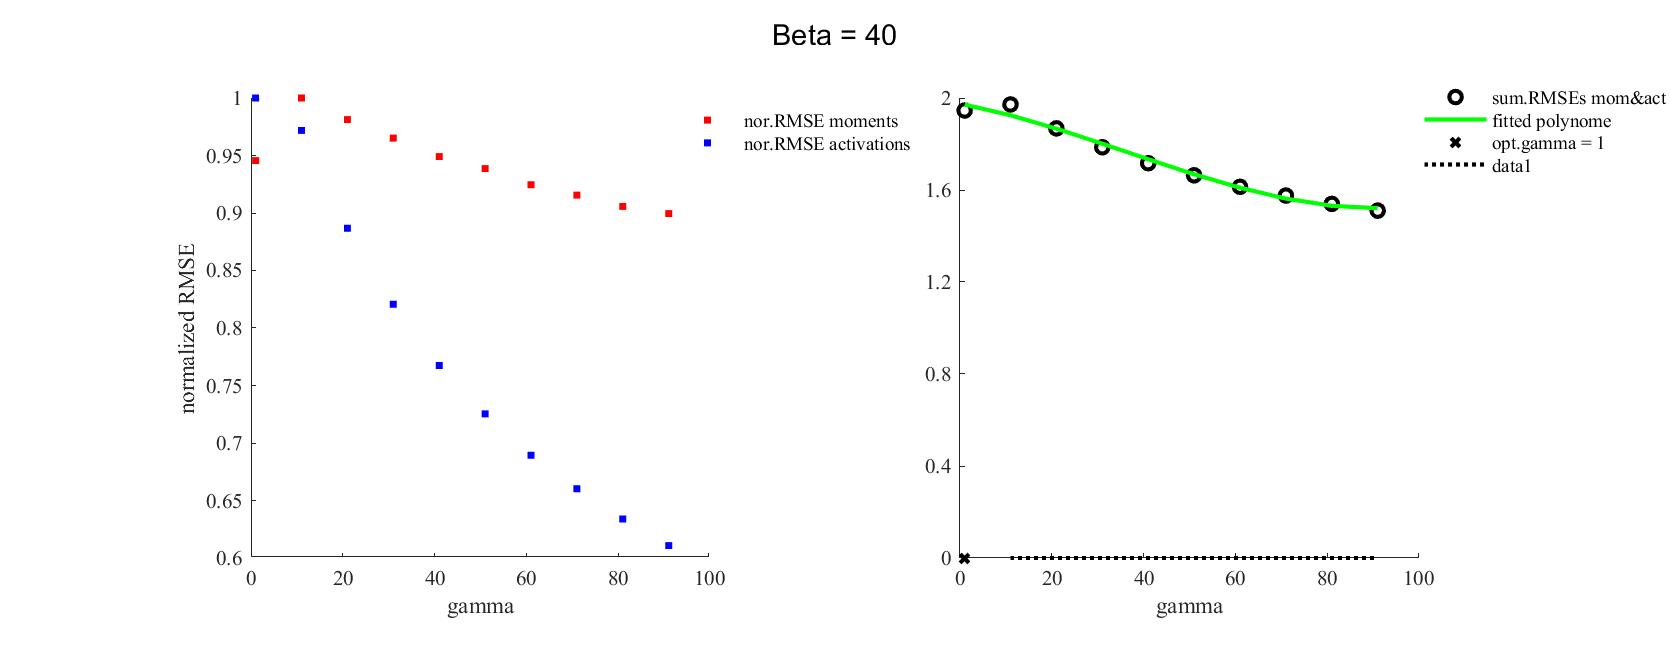 Beta = 40
1
0.95
0.9
0.85
0.8
0.75
0.7
0.65
0.6
0
20
40
60
80
100
normalized RMSE
gamma
nor.RMSE moments
nor.RMSE activations
2
1.6
1.2
0.8
0.4
0
0
20
40
60
80
100
gamma
sum.RMSEs mom&act
fitted polynome
opt.gamma = 1
data1